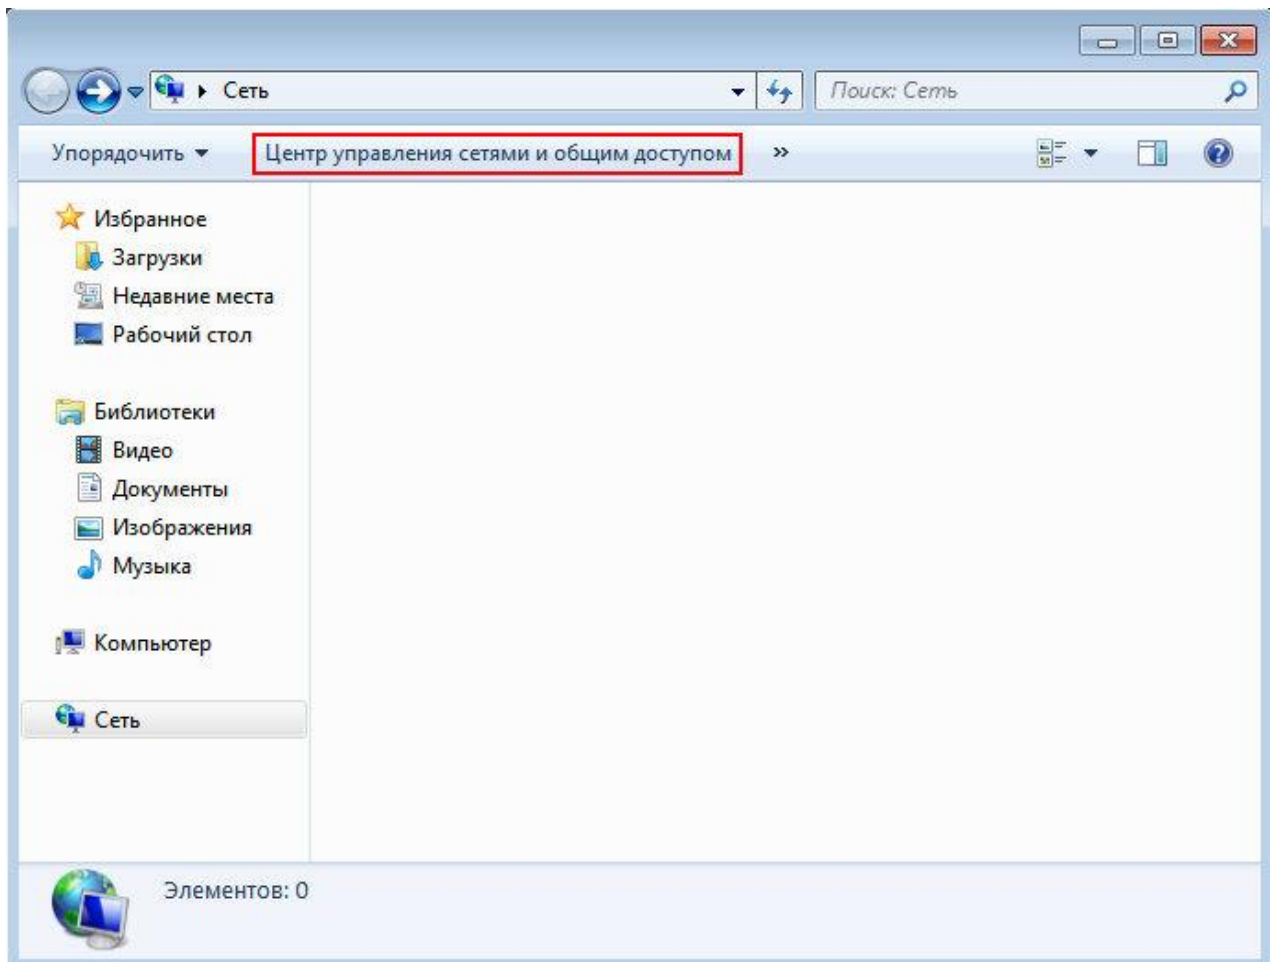 Сеть
Поиск: Сеть
Упорядочить
Центр управления сетями и общим доступом
»
Избранное
Загрузки
Недавние места
Рабочий стол
Библиотеки
Видео
Документы
Изображения
Музыка
Компьютер
Сеть
Элементов: 0